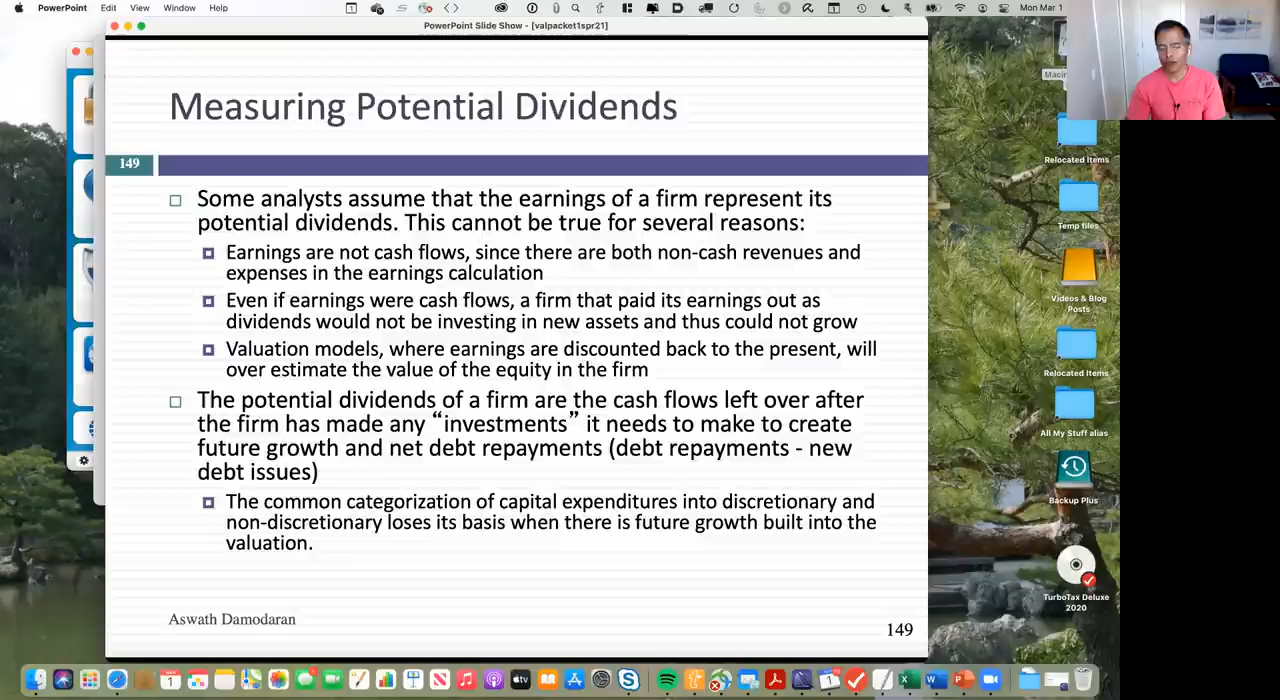 PowerPoint Edit View Window Help
Mon Mar 1
PowerPoint Slide Show - [valpacket1spr21]
Measuring Potential Dividends
149
Some analysts assume that the earnings of a firm represent its
potential dividends. This cannot be true for several reasons:
Earnings are not cash flows, since there are both non-cash revenues and
expenses in the earnings calculation
Even if earnings were cash flows, a firm that paid its earnings out as
dividends would not be investing in new assets and thus could not grow
Valuation models, where earnings are discounted back to the present, will
over estimate the value of the equity in the firm
The potential dividends of a firm are the cash flows left over after
the firm has made any “investments” it needs to make to create
future growth and net debt repayments (debt repayments - new
debt issues)
The common categorization of capital expenditures into discretionary and
non-discretionary loses its basis when there is future growth built into the
valuation.
Aswath Damodaran
149
Macin
Relocated Items
Temp files
Videos & Blog
Posts
Relocated Items
All My Stuff alias
Backup Plus
TurboTax Deluxe
2020
tv